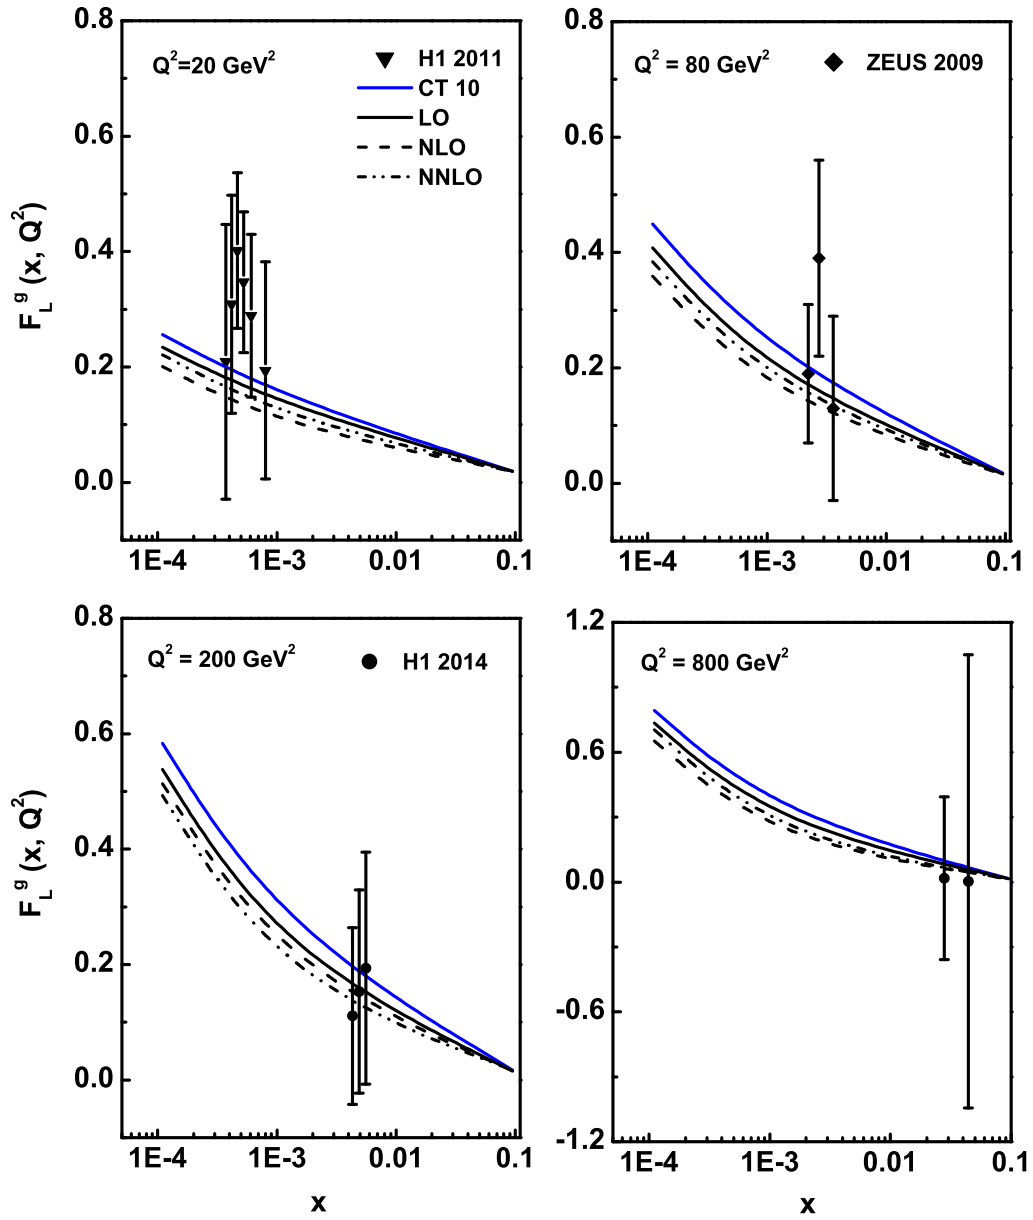 0.8
Q²=20 GeV²
H1 2011
CT 10
LO
NLO
NNLO
0.6
0.4
0.2
0.0
F_L^g (x, Q²)
1E-4 1E-3 0.01 0.1
0.8
Q² = 80 GeV²
ZEUS 2009
0.6
0.4
0.2
0.0
1E-4 1E-3 0.01 0.1
0.8
Q² = 200 GeV²
H1 2014
0.6
0.4
0.2
0.0
F_L^g (x, Q²)
1E-4 1E-3 0.01 0.1
x
1.2
Q² = 800 GeV²
0.6
0.0
-0.6
-1.2
1E-4 1E-3 0.01 0.1
x